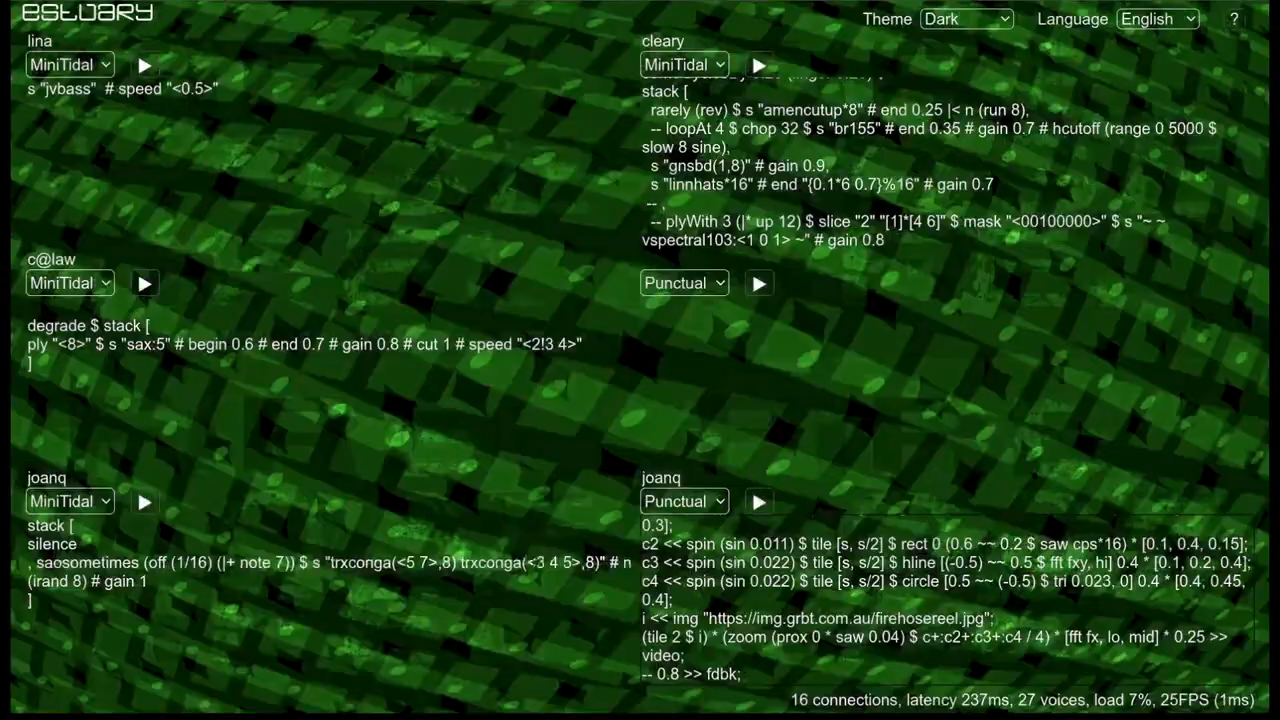 estuary
Theme Dark Language English ?
lina
MiniTidal
s "jvbass" # speed "<0.5>"
cleary
MiniTidal
stack [
rarely (rev) $ s "amencutup*8" # end 0.25 |< n (run 8),
-- loopAt 4 $ chop 32 $ s "br155" # end 0.35 # gain 0.7 # hcutoff (range 0 5000 $
slow 8 sine),
s "gnsbd(1,8)" # gain 0.9,
s "linnhats*16" # end "{0.1*6 0.7}%16" # gain 0.7
-- ,
-- plyWith 3 (|* up 12) $ slice "2" "[1]*[4 6]" $ mask "<00100000>" $ s "~ ~
vspectral103:<1 0 1> ~" # gain 0.8
c@law
MiniTidal
degrade $ stack [
ply "<8>" $ s "sax:5" # begin 0.6 # end 0.7 # gain 0.8 # cut 1 # speed "<2!3 4>"
]
Punctual
joanq
MiniTidal
stack [
silence
, saosometimes (off (1/16) (|+ note 7)) $ s "trxconga(<5 7>,8) trxconga(<3 4 5>,8)" # n
(irand 8) # gain 1
]
joanq
Punctual
0.3];
c2 << spin (sin 0.011) $ tile [s, s/2] $ rect 0 (0.6 ~~ 0.2 $ saw cps*16) * [0.1, 0.4, 0.15];
c3 << spin (sin 0.022) $ tile [s, s/2] $ hline [(-0.5) ~~ 0.5 $ fft fxy, hi] 0.4 * [0.1, 0.2, 0.4];
c4 << spin (sin 0.022) $ tile [s, s/2] $ circle [0.5 ~~ (-0.5) $ tri 0.023, 0] 0.4 * [0.4, 0.45,
0.4];
i << img "https://img.grbt.com.au/firehosereel.jpg";
(tile 2 $ i) * (zoom (prox 0 * saw 0.04) $ c+:c2+:c3+:c4 / 4) * [fft fx, lo, mid] * 0.25 >>
video;
-- 0.8 >> fdbk;
16 connections, latency 237ms, 27 voices, load 7%, 25FPS (1ms)